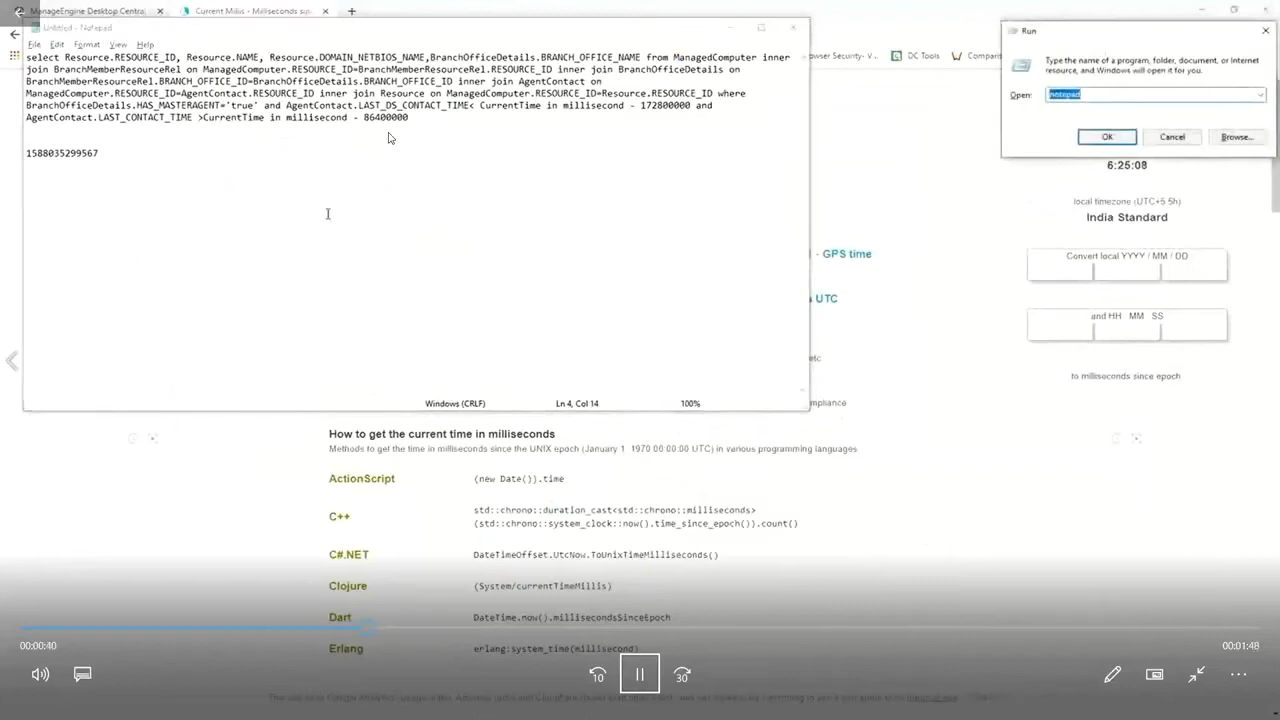 ManageEngine Desktop Central
Current Millis - Milliseconds si
Untitled - Notepad
File Edit Format View Help
select Resource.RESOURCE_ID, Resource.NAME, Resource.DOMAIN_NETBIOS_NAME,BranchOfficeDetails.BRANCH_OFFICE_NAME from ManagedComputer inner
join BranchMemberResourceRel on ManagedComputer.RESOURCE_ID=BranchMemberResourceRel.RESOURCE_ID inner join BranchOfficeDetails on
BranchMemberResourceRel.BRANCH_OFFICE_ID=BranchOfficeDetails.BRANCH_OFFICE_ID inner join AgentContact on
ManagedComputer.RESOURCE_ID=AgentContact.RESOURCE_ID inner join Resource on ManagedComputer.RESOURCE_ID=Resource.RESOURCE_ID where
BranchOfficeDetails.HAS_MASTERAGENT='true' and AgentContact.LAST_DS_CONTACT_TIME< CurrentTime in millisecond - 172800000 and
AgentContact.LAST_CONTACT_TIME >CurrentTime in millisecond - 86400000
1588035299567
Windows (CRLF) Ln 4, Col 14 100%
wser Security- V...
DC Tools
Comparis
Run
Type the name of a program, folder, document, or Internet
resource, and Windows will open it for you.
Open: notepad
OK Cancel Browse...
6:25:08
local timezone (UTC+5 5h)
India Standard
Convert local YYYY / MM / DD
and HH MM SS
to milliseconds since epoch
- GPS time
UTC
etc
mpliance
How to get the current time in milliseconds
Methods to get the time in milliseconds since the UNIX epoch (January 1 1970 00:00:00 UTC) in various programming languages
ActionScript (new Date()).time
C++ std::chrono::duration_cast<std::chrono::milliseconds>
(std::chrono::system_clock::now().time_since_epoch()).count()
C#.NET DateTimeOffset.UtcNow.ToUnixTimeMilliseconds()
Clojure (System/currentTimeMillis)
Dart DateTime.now().millisecondsSinceEpoch
Erlang erlang:system_time(millisecond)
00:00:40
00:01:48
10
30